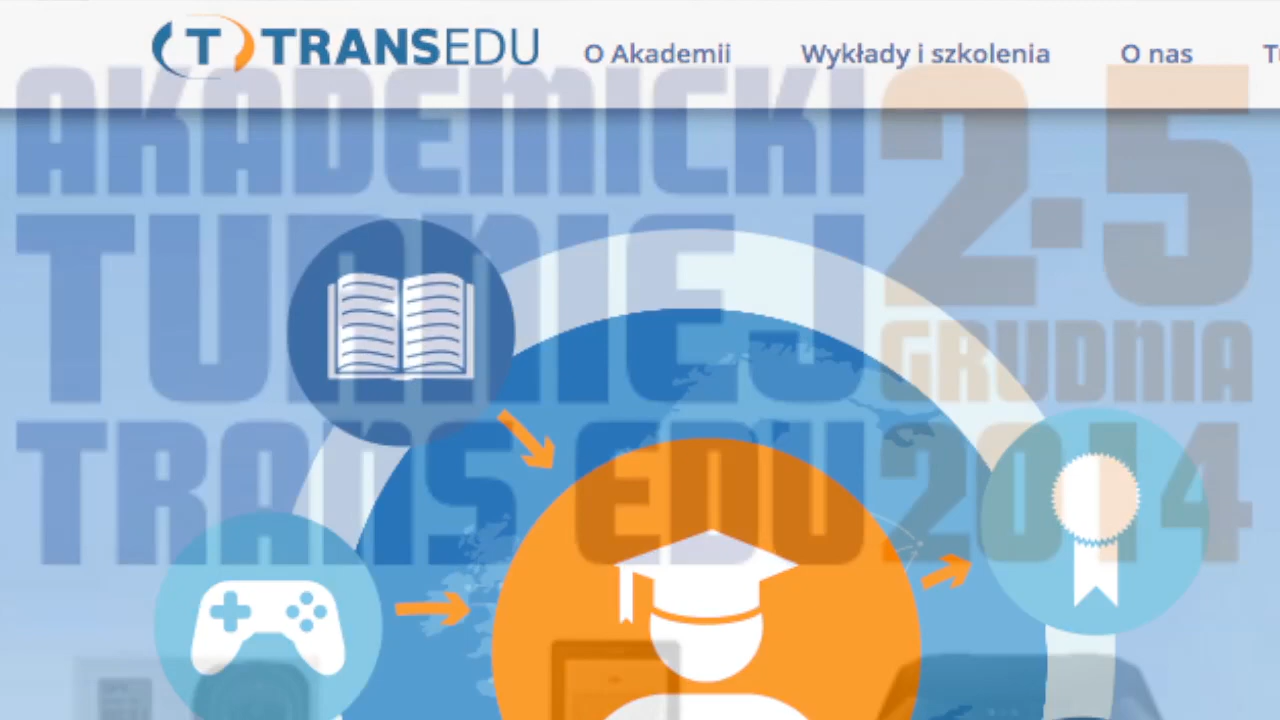 (T) TRANSEDU O Akademii Wykłady i szkolenia O nas
AKADEMICKI 2-5
TURNIEJ GRUDNIA
TRANS EDU 2014